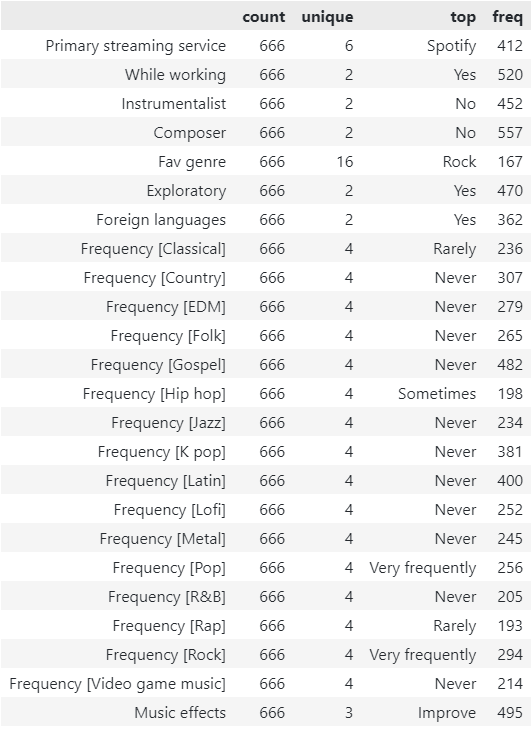 count unique top freq
Primary streaming service 666 6 Spotify 412
While working 666 2 Yes 520
Instrumentalist 666 2 No 452
Composer 666 2 No 557
Fav genre 666 16 Rock 167
Exploratory 666 2 Yes 470
Foreign languages 666 2 Yes 362
Frequency [Classical] 666 4 Rarely 236
Frequency [Country] 666 4 Never 307
Frequency [EDM] 666 4 Never 279
Frequency [Folk] 666 4 Never 265
Frequency [Gospel] 666 4 Never 482
Frequency [Hip hop] 666 4 Sometimes 198
Frequency [Jazz] 666 4 Never 234
Frequency [K pop] 666 4 Never 381
Frequency [Latin] 666 4 Never 400
Frequency [Lofi] 666 4 Never 252
Frequency [Metal] 666 4 Never 245
Frequency [Pop] 666 4 Very frequently 256
Frequency [R&B] 666 4 Never 205
Frequency [Rap] 666 4 Rarely 193
Frequency [Rock] 666 4 Very frequently 294
Frequency [Video game music] 666 4 Never 214
Music effects 666 3 Improve 495